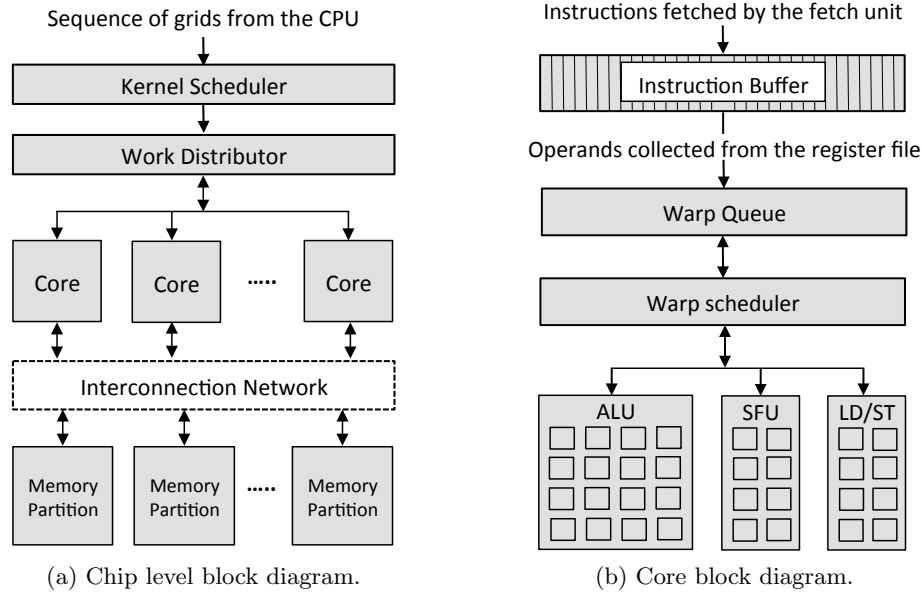 Sequence of grids from the CPU
Kernel Scheduler
Work Distributor
Core
Core
.....
Core
Interconnection Network
Memory
Partition
Memory
Partition
.....
Memory
Partition
(a) Chip level block diagram.
Instructions fetched by the fetch unit
Instruction Buffer
Operands collected from the register file
Warp Queue
Warp scheduler
ALU
SFU
LD/ST
(b) Core block diagram.